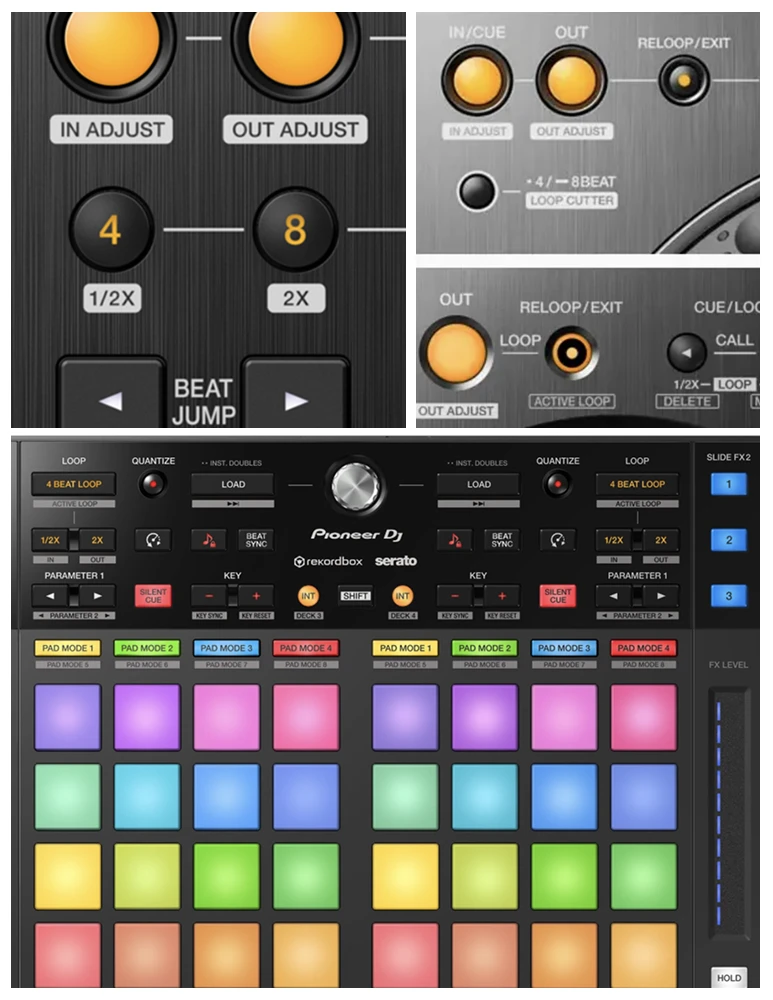 IN ADJUST
OUT ADJUST
4
8
1/2X
2X
◄
BEAT
JUMP
►
IN/CUE
OUT
RELOOP/EXIT
IN ADJUST
OUT ADJUST
• 4 / — 8BEAT
LOOP CUTTER
OUT
RELOOP/EXIT
CUE/LOO
LOOP
CALL
1/2X
LOOP
OUT ADJUST
ACTIVE LOOP
DELETE
M
LOOP
QUANTIZE
•• INST. DOUBLES
•• INST. DOUBLES
QUANTIZE
LOOP
SLIDE FX2
4 BEAT LOOP
LOAD
LOAD
4 BEAT LOOP
1
ACTIVE LOOP
ACTIVE LOOP
Pioneer Dj
1/2X
2X
BEAT
SYNC
BEAT
SYNC
1/2X
2X
2
IN
OUT
rekordbox
serato
IN
OUT
PARAMETER 1
KEY
KEY
PARAMETER 1
◄
►
SILENT
CUE
−
+
INT
SHIFT
INT
−
+
SILENT
CUE
◄
►
3
◄ PARAMETER 2 ►
KEY SYNC
KEY RESET
DECK 3
DECK 4
KEY SYNC
KEY RESET
◄ PARAMETER 2 ►
PAD MODE 1
PAD MODE 2
PAD MODE 3
PAD MODE 4
PAD MODE 1
PAD MODE 2
PAD MODE 3
PAD MODE 4
PAD MODE 5
PAD MODE 6
PAD MODE 7
PAD MODE 8
PAD MODE 5
PAD MODE 6
PAD MODE 7
PAD MODE 8
FX LEVEL
HOLD